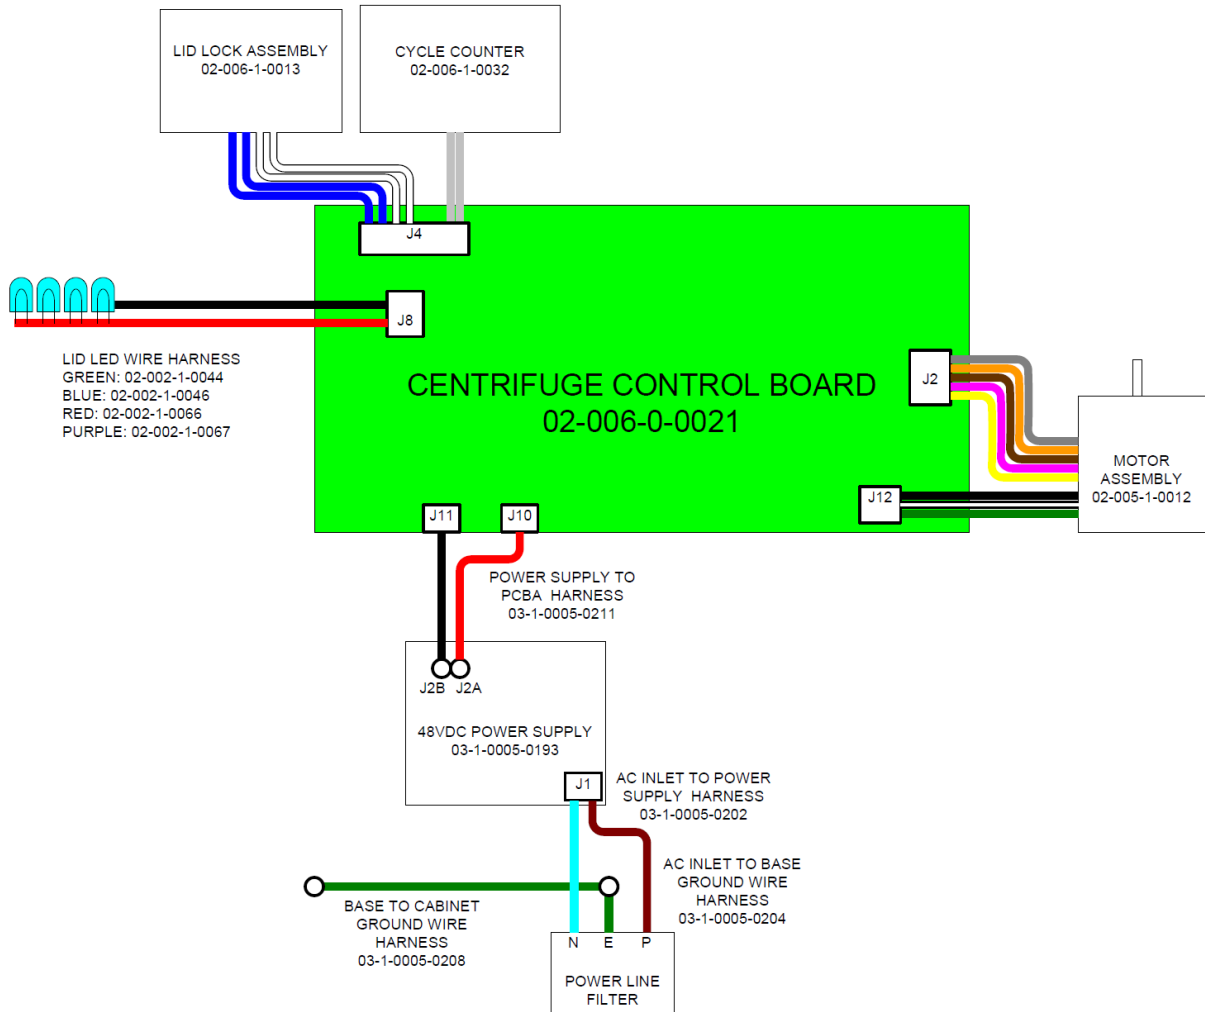 LID LOCK ASSEMBLY
02-006-1-0013
CYCLE COUNTER
02-006-1-0032
J4
J8
LID LED WIRE HARNESS
GREEN: 02-002-1-0044
BLUE: 02-002-1-0046
RED: 02-002-1-0066
PURPLE: 02-002-1-0067
CENTRIFUGE CONTROL BOARD
02-006-0-0021
J2
J12
MOTOR
ASSEMBLY
02-005-1-0012
J11
J10
POWER SUPPLY TO
PCBA HARNESS
03-1-0005-0211
J2B
J2A
48VDC POWER SUPPLY
03-1-0005-0193
J1
AC INLET TO POWER
SUPPLY HARNESS
03-1-0005-0202
AC INLET TO BASE
GROUND WIRE
HARNESS
03-1-0005-0204
BASE TO CABINET
GROUND WIRE
HARNESS
03-1-0005-0208
N E P
POWER LINE
FILTER